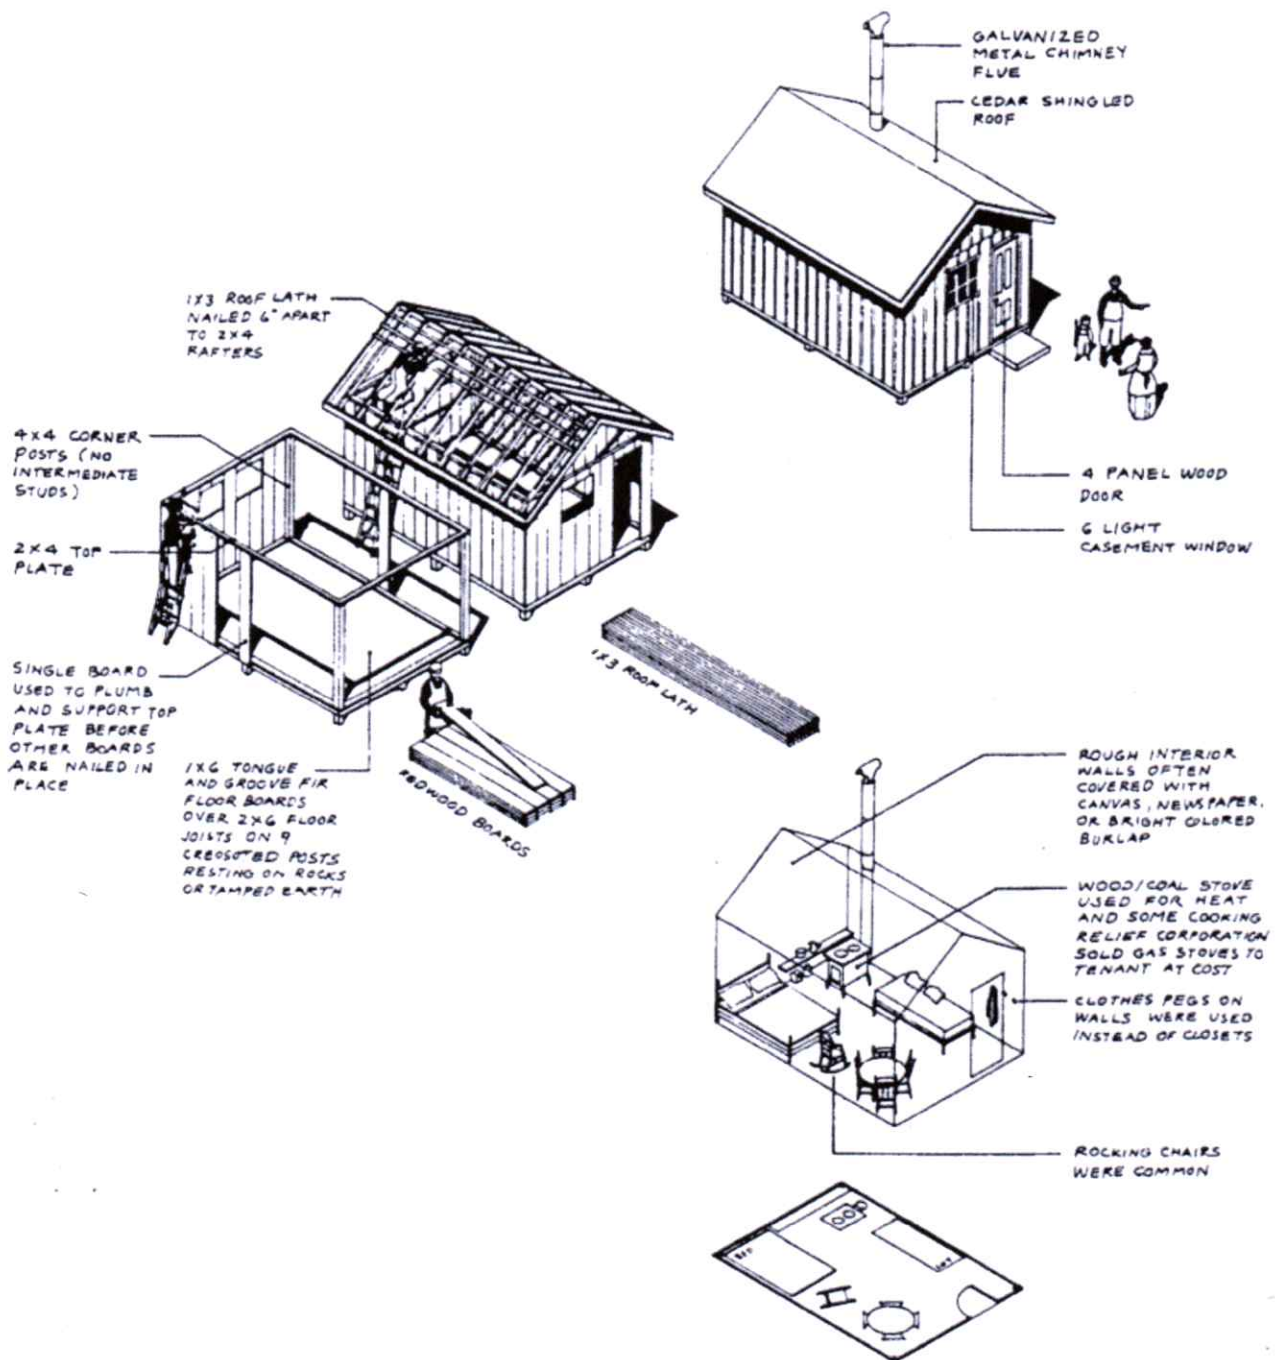 GALVANIZED
METAL CHIMNEY
FLUE
CEDAR SHINGLED
ROOF
1X3 ROOF LATH
NAILED 6" APART
TO 2X4
RAFTERS
4X4 CORNER
POSTS (NO
INTERMEDIATE
STUDS)
2X4 TOP
PLATE
4 PANEL WOOD
DOOR
6 LIGHT
CASEMENT WINDOW
SINGLE BOARD
USED TO PLUMB
AND SUPPORT TOP
PLATE BEFORE
OTHER BOARDS
ARE NAILED IN
PLACE
1X6 TONGUE
AND GROOVE FIR
FLOOR BOARDS
OVER 2X6 FLOOR
JOISTS ON 9
CREOSOTED POSTS
RESTING ON ROCKS
OR TAMPED EARTH
REDWOOD BOARDS
1X3 ROOF LATH
ROUGH INTERIOR
WALLS OFTEN
COVERED WITH
CANVAS, NEWSPAPER,
OR BRIGHT COLORED
BURLAP
WOOD/COAL STOVE
USED FOR HEAT
AND SOME COOKING
RELIEF CORPORATION
SOLD GAS STOVES TO
TENANT AT COST
CLOTHES PEGS ON
WALLS WERE USED
INSTEAD OF CLOSETS
ROCKING CHAIRS
WERE COMMON